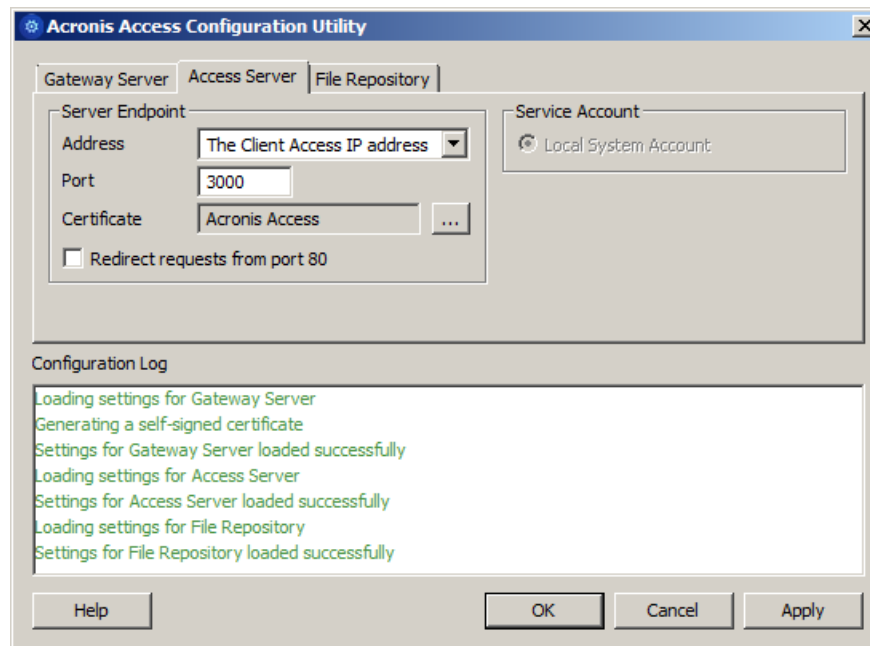 Acronis Access Configuration Utility
Gateway Server Access Server File Repository
Server Endpoint
Address The Client Access IP address
Port 3000
Certificate Acronis Access ...
Redirect requests from port 80
Service Account
Local System Account
Configuration Log
Loading settings for Gateway Server
Generating a self-signed certificate
Settings for Gateway Server loaded successfully
Loading settings for Access Server
Settings for Access Server loaded successfully
Loading settings for File Repository
Settings for File Repository loaded successfully
Help OK Cancel Apply